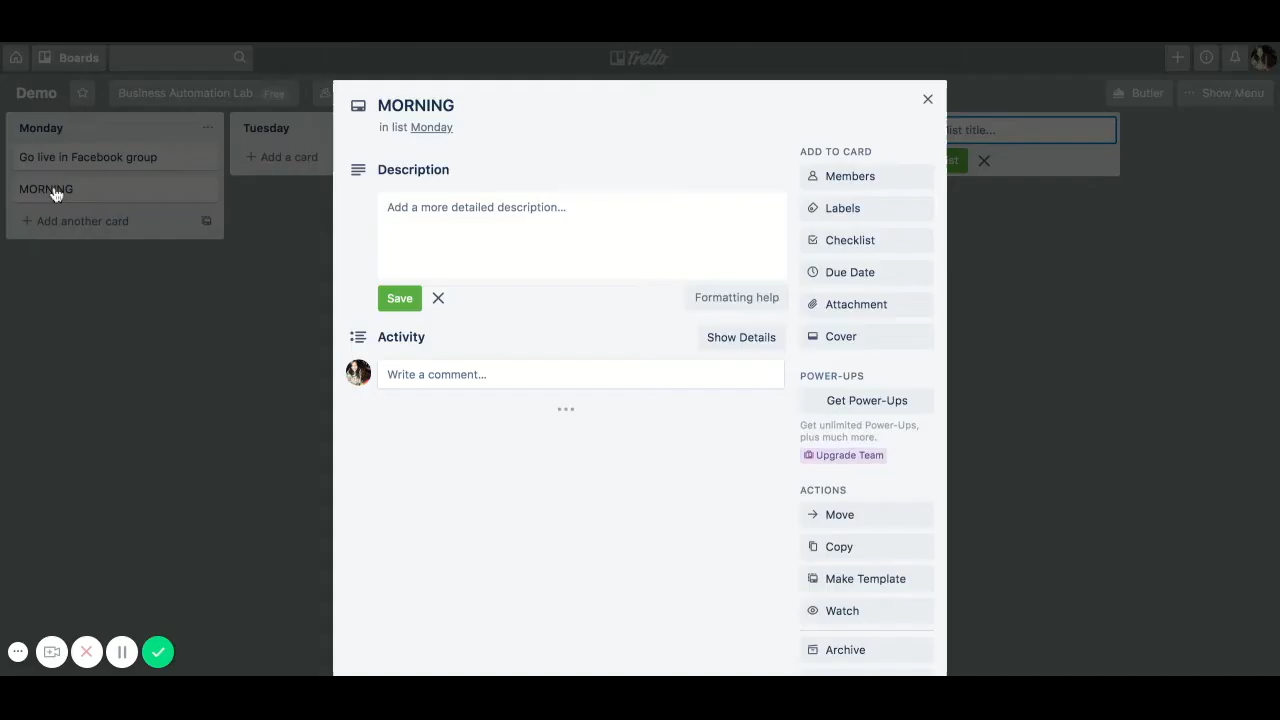 Boards
Trello
Demo
Business Automation Lab Free
Butler
Show Menu
Monday
Go live in Facebook group
MORNING
+ Add another card
Tuesday
+ Add a card
MORNING
in list Monday
Description
Add a more detailed description…
Save
Formatting help
Activity
Show Details
Write a comment…
ADD TO CARD
Members
Labels
Checklist
Due Date
Attachment
Cover
POWER-UPS
Get Power-Ups
Get unlimited Power-Ups,
plus much more.
Upgrade Team
ACTIONS
Move
Copy
Make Template
Watch
Archive
list title…